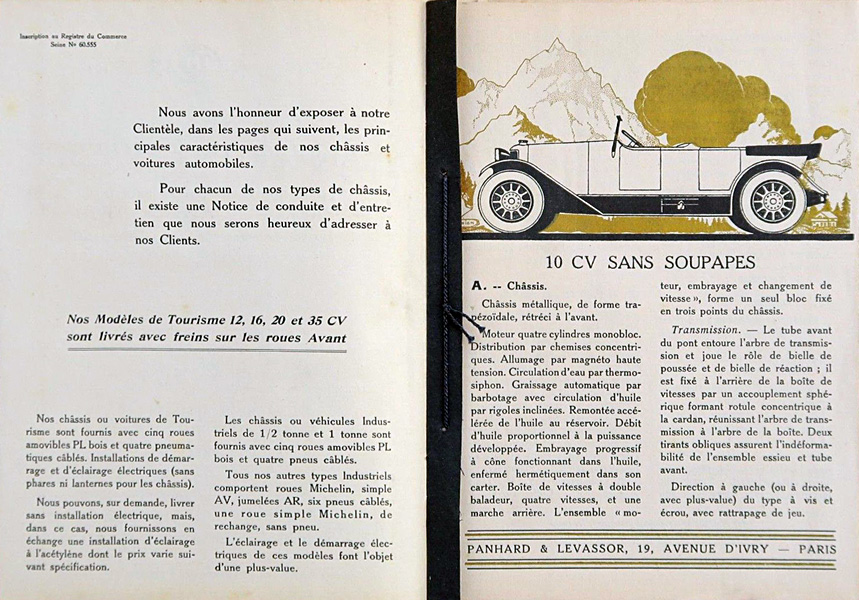 Inscription au Registre du Commerce
Seine Nº 60.555
Nous avons l'honneur d'exposer à notre
Clientèle, dans les pages qui suivent, les prin-
cipales caractéristiques de nos châssis et
voitures automobiles.
Pour chacun de nos types de châssis,
il existe une Notice de conduite et d'entre-
tien que nous serons heureux d'adresser à
nos Clients.
Nos Modèles de Tourisme 12, 16, 20 et 35 CV
sont livrés avec freins sur les roues Avant
Nos châssis ou voitures de Tou-
risme sont fournis avec cinq roues
amovibles PL bois et quatre pneuma-
tiques câblés. Installations de démar-
rage et d'éclairage électriques (sans
phares ni lanternes pour les châssis).
Nous pouvons, sur demande, livrer
sans installation électrique, mais,
dans ce cas, nous fournissons en
échange une installation d'éclairage
à l'acétylène dont le prix varie sui-
vant spécification.
Les châssis ou véhicules Indus-
triels de 1/2 tonne et 1 tonne sont
fournis avec cinq roues amovibles PL
bois et quatre pneus câblés.
Tous nos autres types Industriels
comportent roues Michelin, simple
AV, jumelées AR, six pneus câblés,
une roue simple Michelin, de
rechange, sans pneu.
L'éclairage et le démarrage élec-
triques de ces modèles font l'objet
d'une plus-value.
10 CV SANS SOUPAPES
A. -- Châssis.
Châssis métallique, de forme tra-
pézoïdale, rétréci à l'avant.
Moteur quatre cylindres monobloc.
Distribution par chemises concentri-
ques. Allumage par magnéto haute
tension. Circulation d'eau par thermo-
siphon. Graissage automatique par
barbotage avec circulation d'huile
par rigoles inclinées. Remontée accé-
lérée de l'huile au réservoir. Débit
d'huile proportionnel à la puissance
développée. Embrayage progressif
à cône fonctionnant dans l'huile,
enfermé hermétiquement dans son
carter. Boîte de vitesses à double
baladeur, quatre vitesses, et une
marche arrière. L'ensemble « mo-
teur, embrayage et changement de
vitesse », forme un seul bloc fixé
en trois points du châssis.
Transmission. — Le tube avant
du pont entoure l'arbre de transmis-
sion et joue le rôle de bielle de
poussée et de bielle de réaction ; il
est fixé à l'arrière de la boîte de
vitesses par un accouplement sphé-
rique formant rotule concentrique à
la cardan, réunissant l'arbre de trans-
mission à l'arbre de la boîte. Deux
tirants obliques assurent l'indéforma-
bilité de l'ensemble essieu et tube
avant.
Direction à gauche (ou à droite,
avec plus-value) du type à vis et
écrou, avec rattrapage de jeu.
PANHARD & LEVASSOR, 19, AVENUE D'IVRY — PARIS